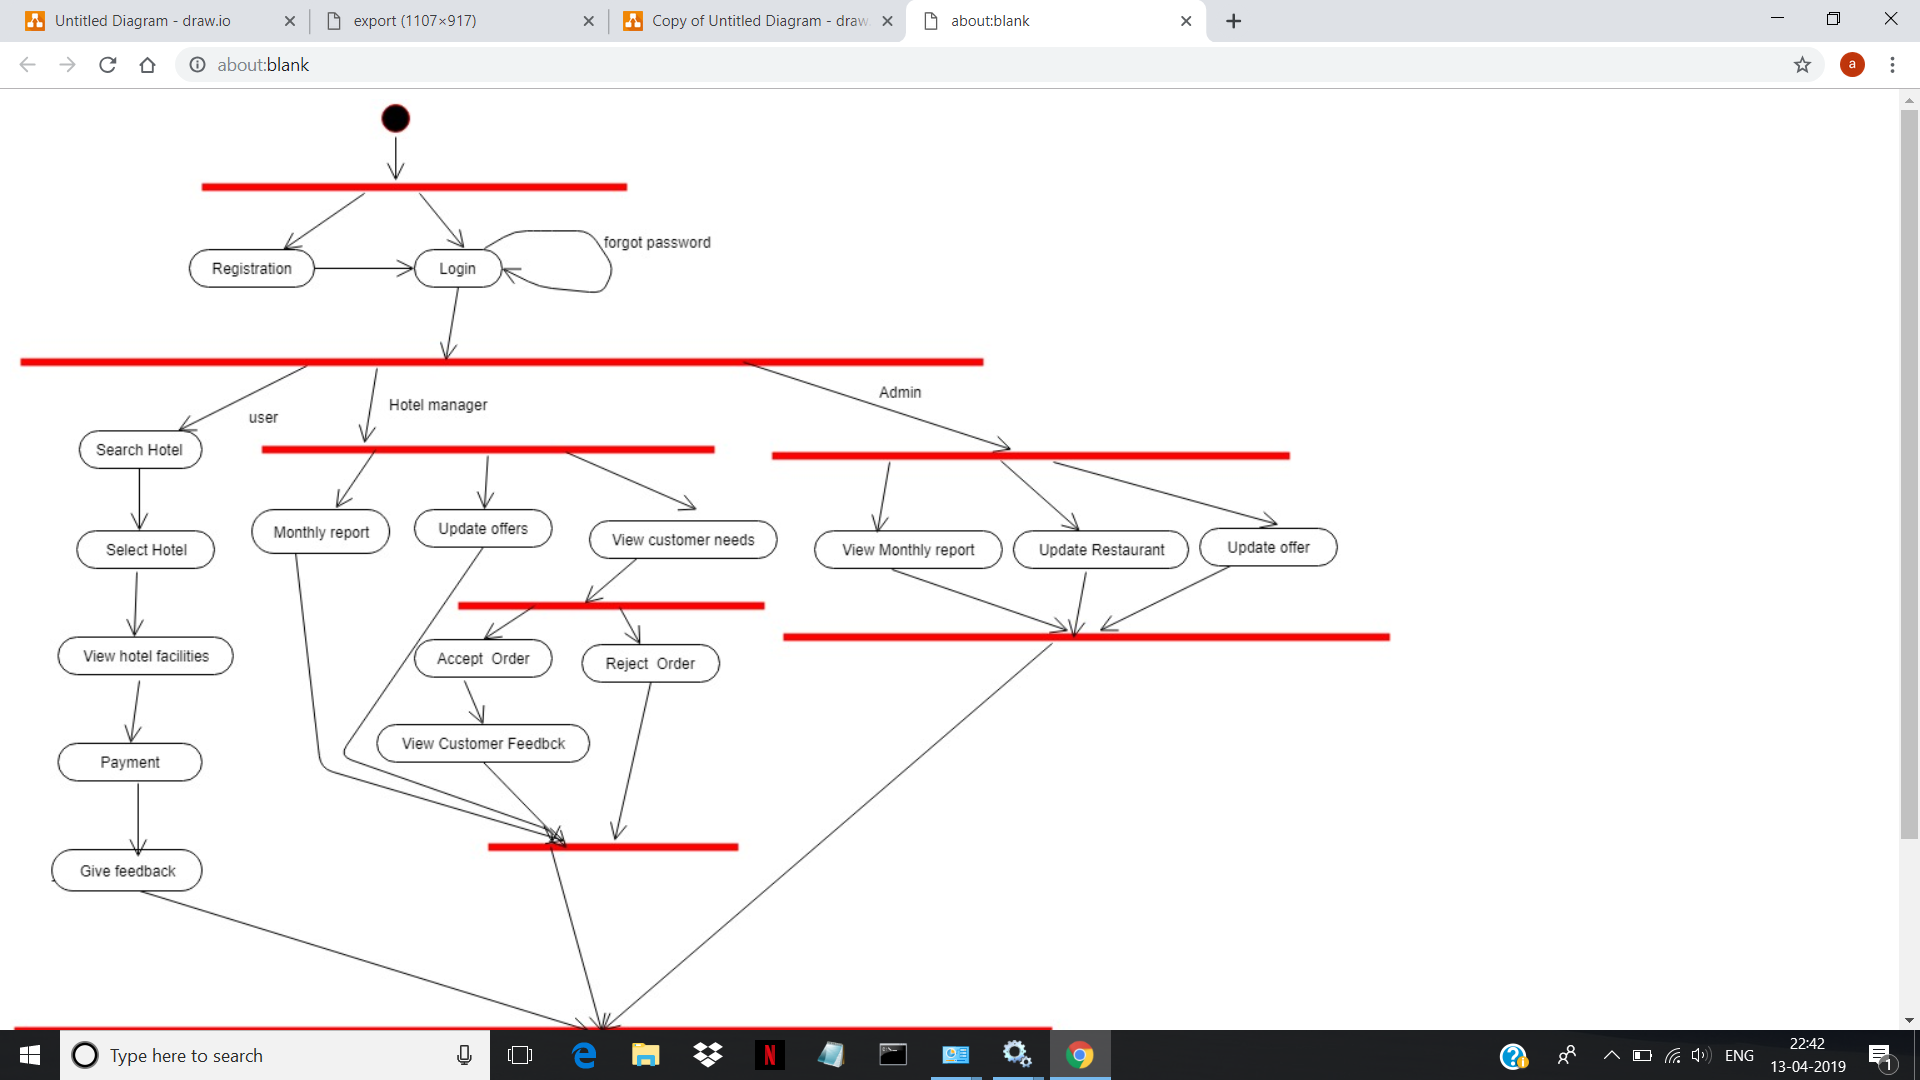 Untitled Diagram - draw.io
export (1107×917)
Copy of Untitled Diagram - draw
about:blank
about:blank
a
forgot password
Registration
Login
Admin
Hotel manager
user
Search Hotel
Monthly report
Update offers
View customer needs
Select Hotel
View Monthly report
Update Restaurant
Update offer
View hotel facilities
Accept  Order
Reject  Order
View Customer Feedbck
Payment
Give feedback
Type here to search
ENG
22:42
13-04-2019
1